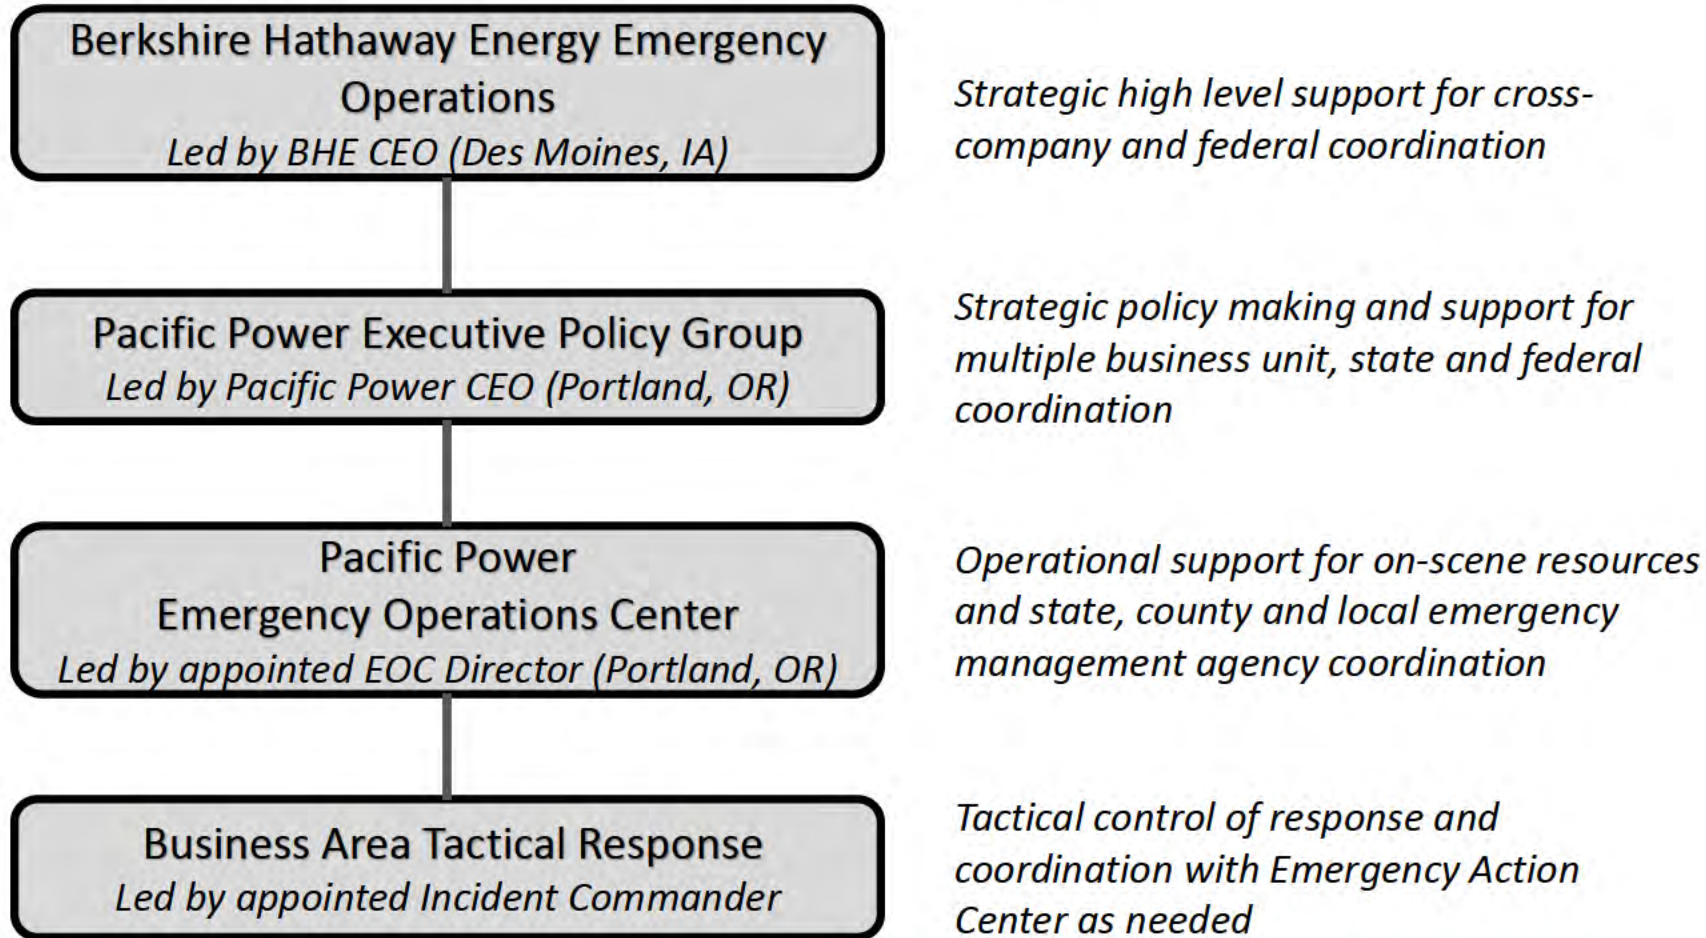 Berkshire Hathaway Energy Emergency
Operations
Led by BHE CEO (Des Moines, IA)
Strategic high level support for cross-
company and federal coordination
Pacific Power Executive Policy Group
Led by Pacific Power CEO (Portland, OR)
Strategic policy making and support for
multiple business unit, state and federal
coordination
Pacific Power
Emergency Operations Center
Led by appointed EOC Director (Portland, OR)
Operational support for on-scene resources
and state, county and local emergency
management agency coordination
Business Area Tactical Response
Led by appointed Incident Commander
Tactical control of response and
coordination with Emergency Action
Center as needed